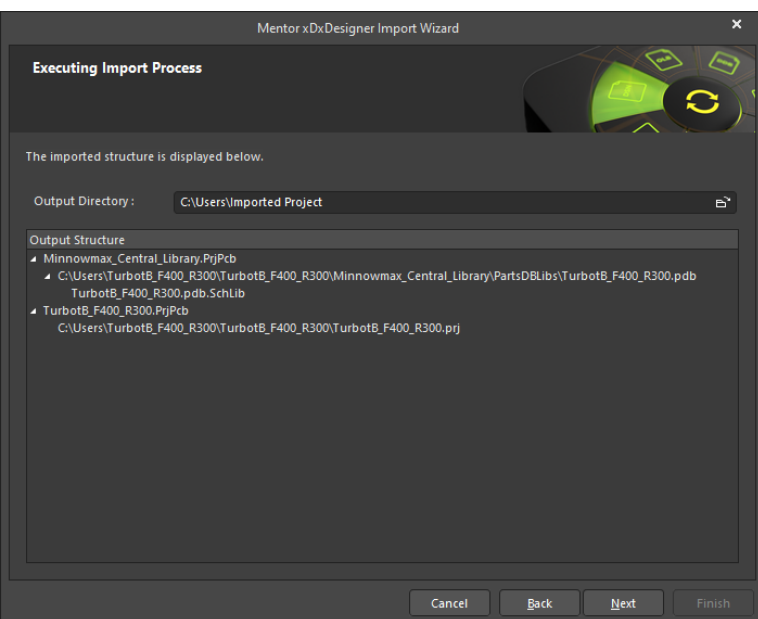 Mentor xDxDesigner Import Wizard
Executing Import Process
The imported structure is displayed below.
Output Directory : C:\Users\Imported Project
Output Structure
Minnowmax_Central_Library.PrjPcb
C:\Users\TurbotB_F400_R300\TurbotB_F400_R300\Minnowmax_Central_Library\PartsDBLibs\TurbotB_F400_R300.pdb
TurbotB_F400_R300.pdb.SchLib
TurbotB_F400_R300.PrjPcb
C:\Users\TurbotB_F400_R300\TurbotB_F400_R300\TurbotB_F400_R300.prj
Cancel Back Next Finish